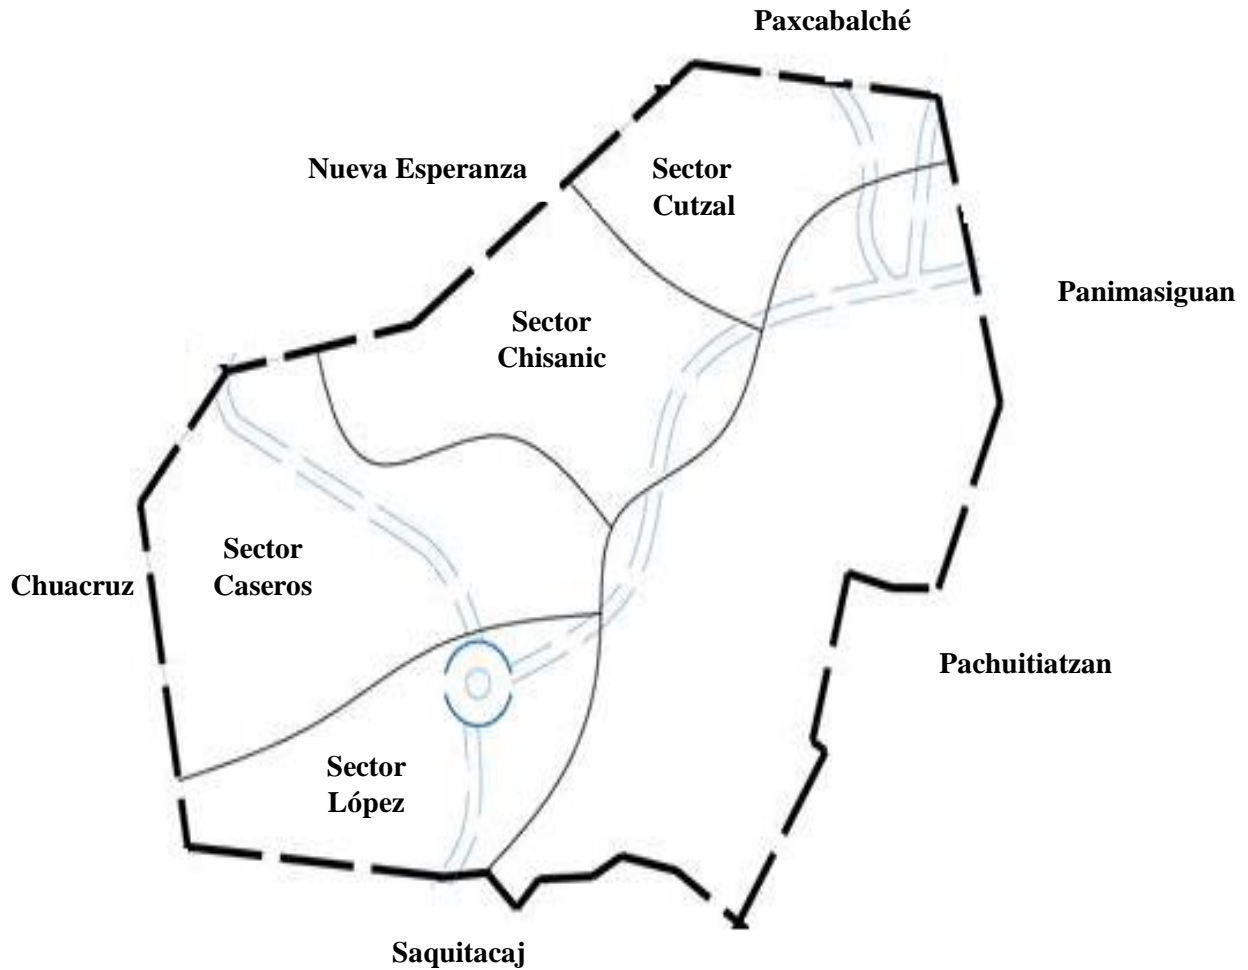 Paxcabalché
Nueva Esperanza
Sector
Cutzal
Panimasiguan
Sector
Chisanic
Sector
Caseros
Chuacruz
Pachuitiatzan
Sector
López
Saquitacaj